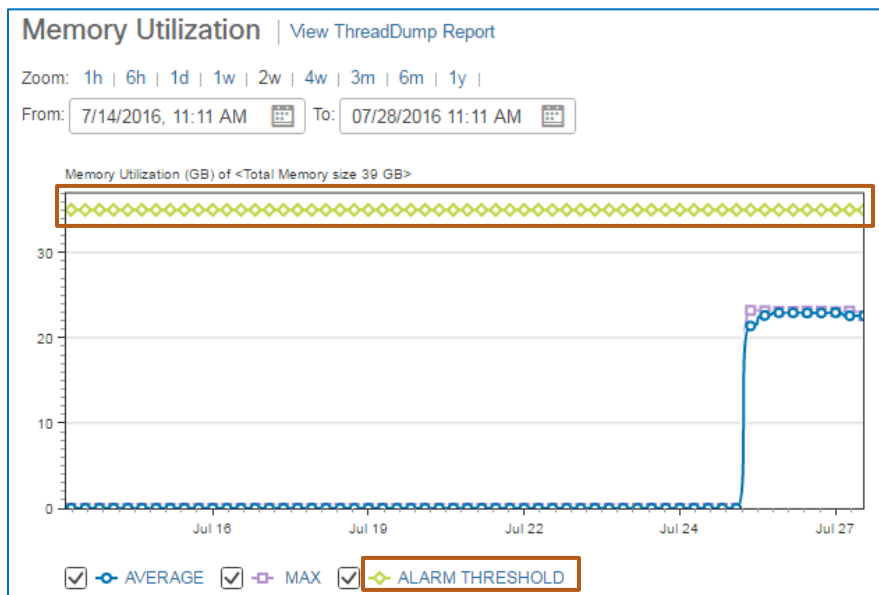 Memory Utilization | View ThreadDump Report
Zoom: 1h | 6h | 1d | 1w | 2w | 4w | 3m | 6m | 1y |
From: 7/14/2016, 11:11 AM To: 07/28/2016 11:11 AM
Memory Utilization (GB) of <Total Memory size 39 GB>
30
20
10
0
Jul 16 Jul 19 Jul 22 Jul 24 Jul 27
AVERAGE MAX ALARM THRESHOLD